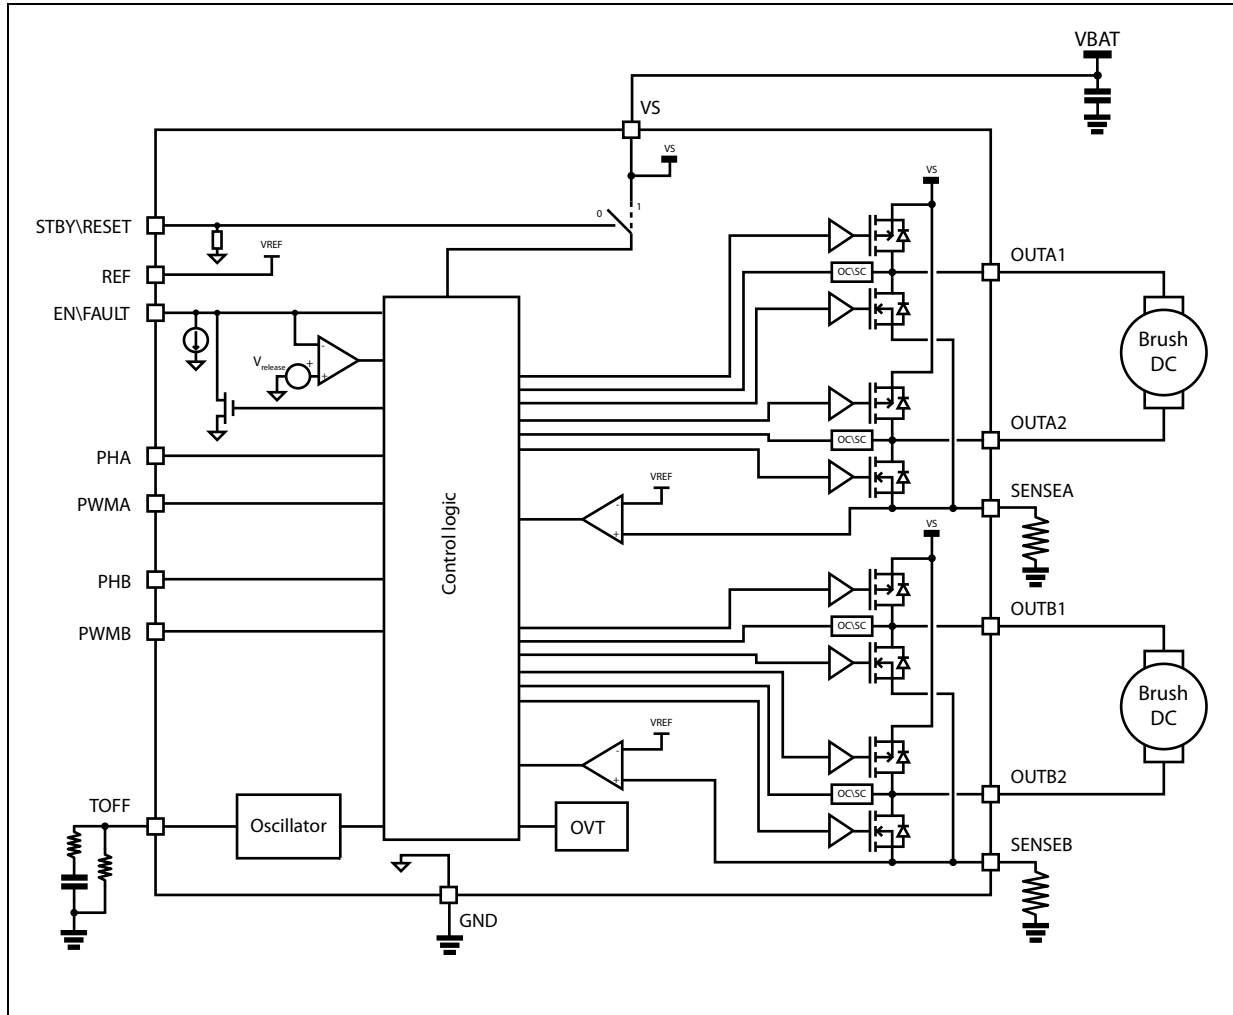 VBAT
VS
VS
0
1
VS
STBY\RESET
VREF
REF
EN\FAULT
OC\SC
OUTA1
Brush
DC
Vrelease
+
-
+
OUTA2
OC\SC
PHA
PWMA
VREF
-
+
SENSEA
Control logic
VS
PHB
PWMB
OC\SC
OUTB1
Brush
DC
VREF
-
+
OUTB2
OC\SC
TOFF
Oscillator
OVT
SENSEB
GND